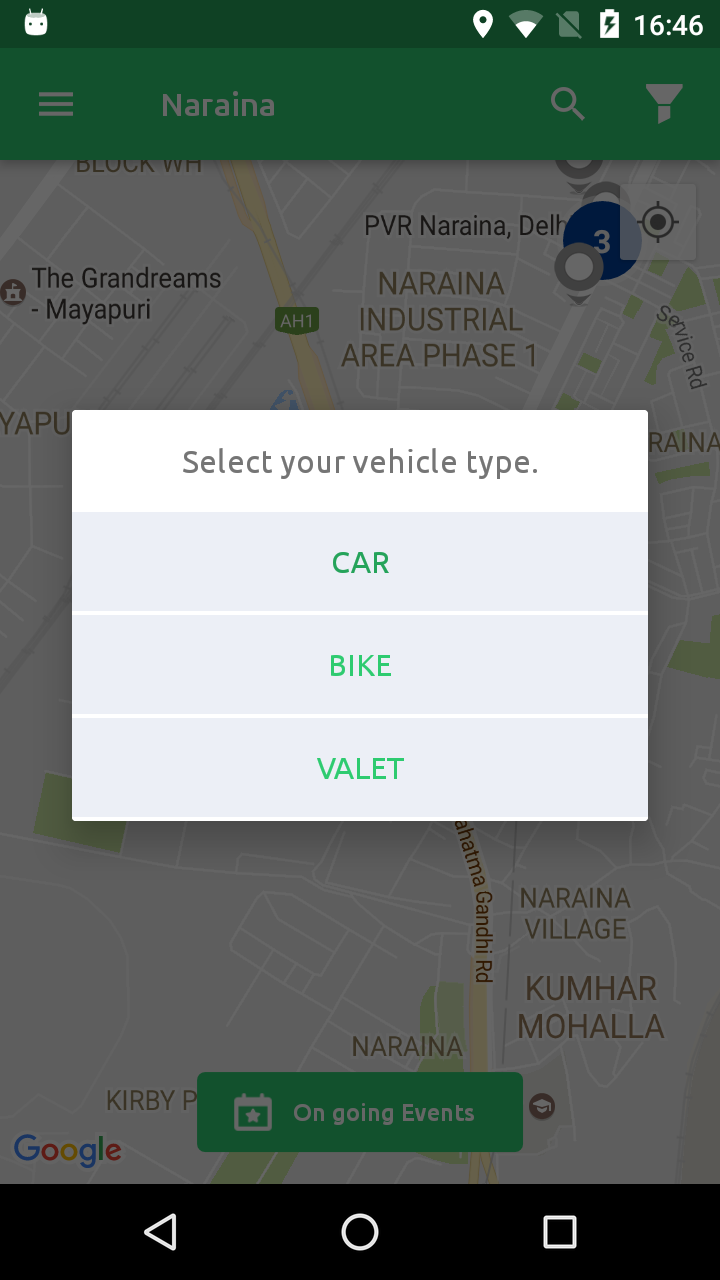 16:46
Naraina
BLOCK WH
PVR Naraina, Delh
3
The Grandreams
- Mayapuri
NARAINA
INDUSTRIAL
AREA PHASE 1
AH1
Service Rd
YAPU
RAINA
Select your vehicle type.
CAR
BIKE
VALET
ahatma Gandhi Rd
NARAINA
VILLAGE
KUMHAR
MOHALLA
NARAINA
KIRBY P
On going Events
Google